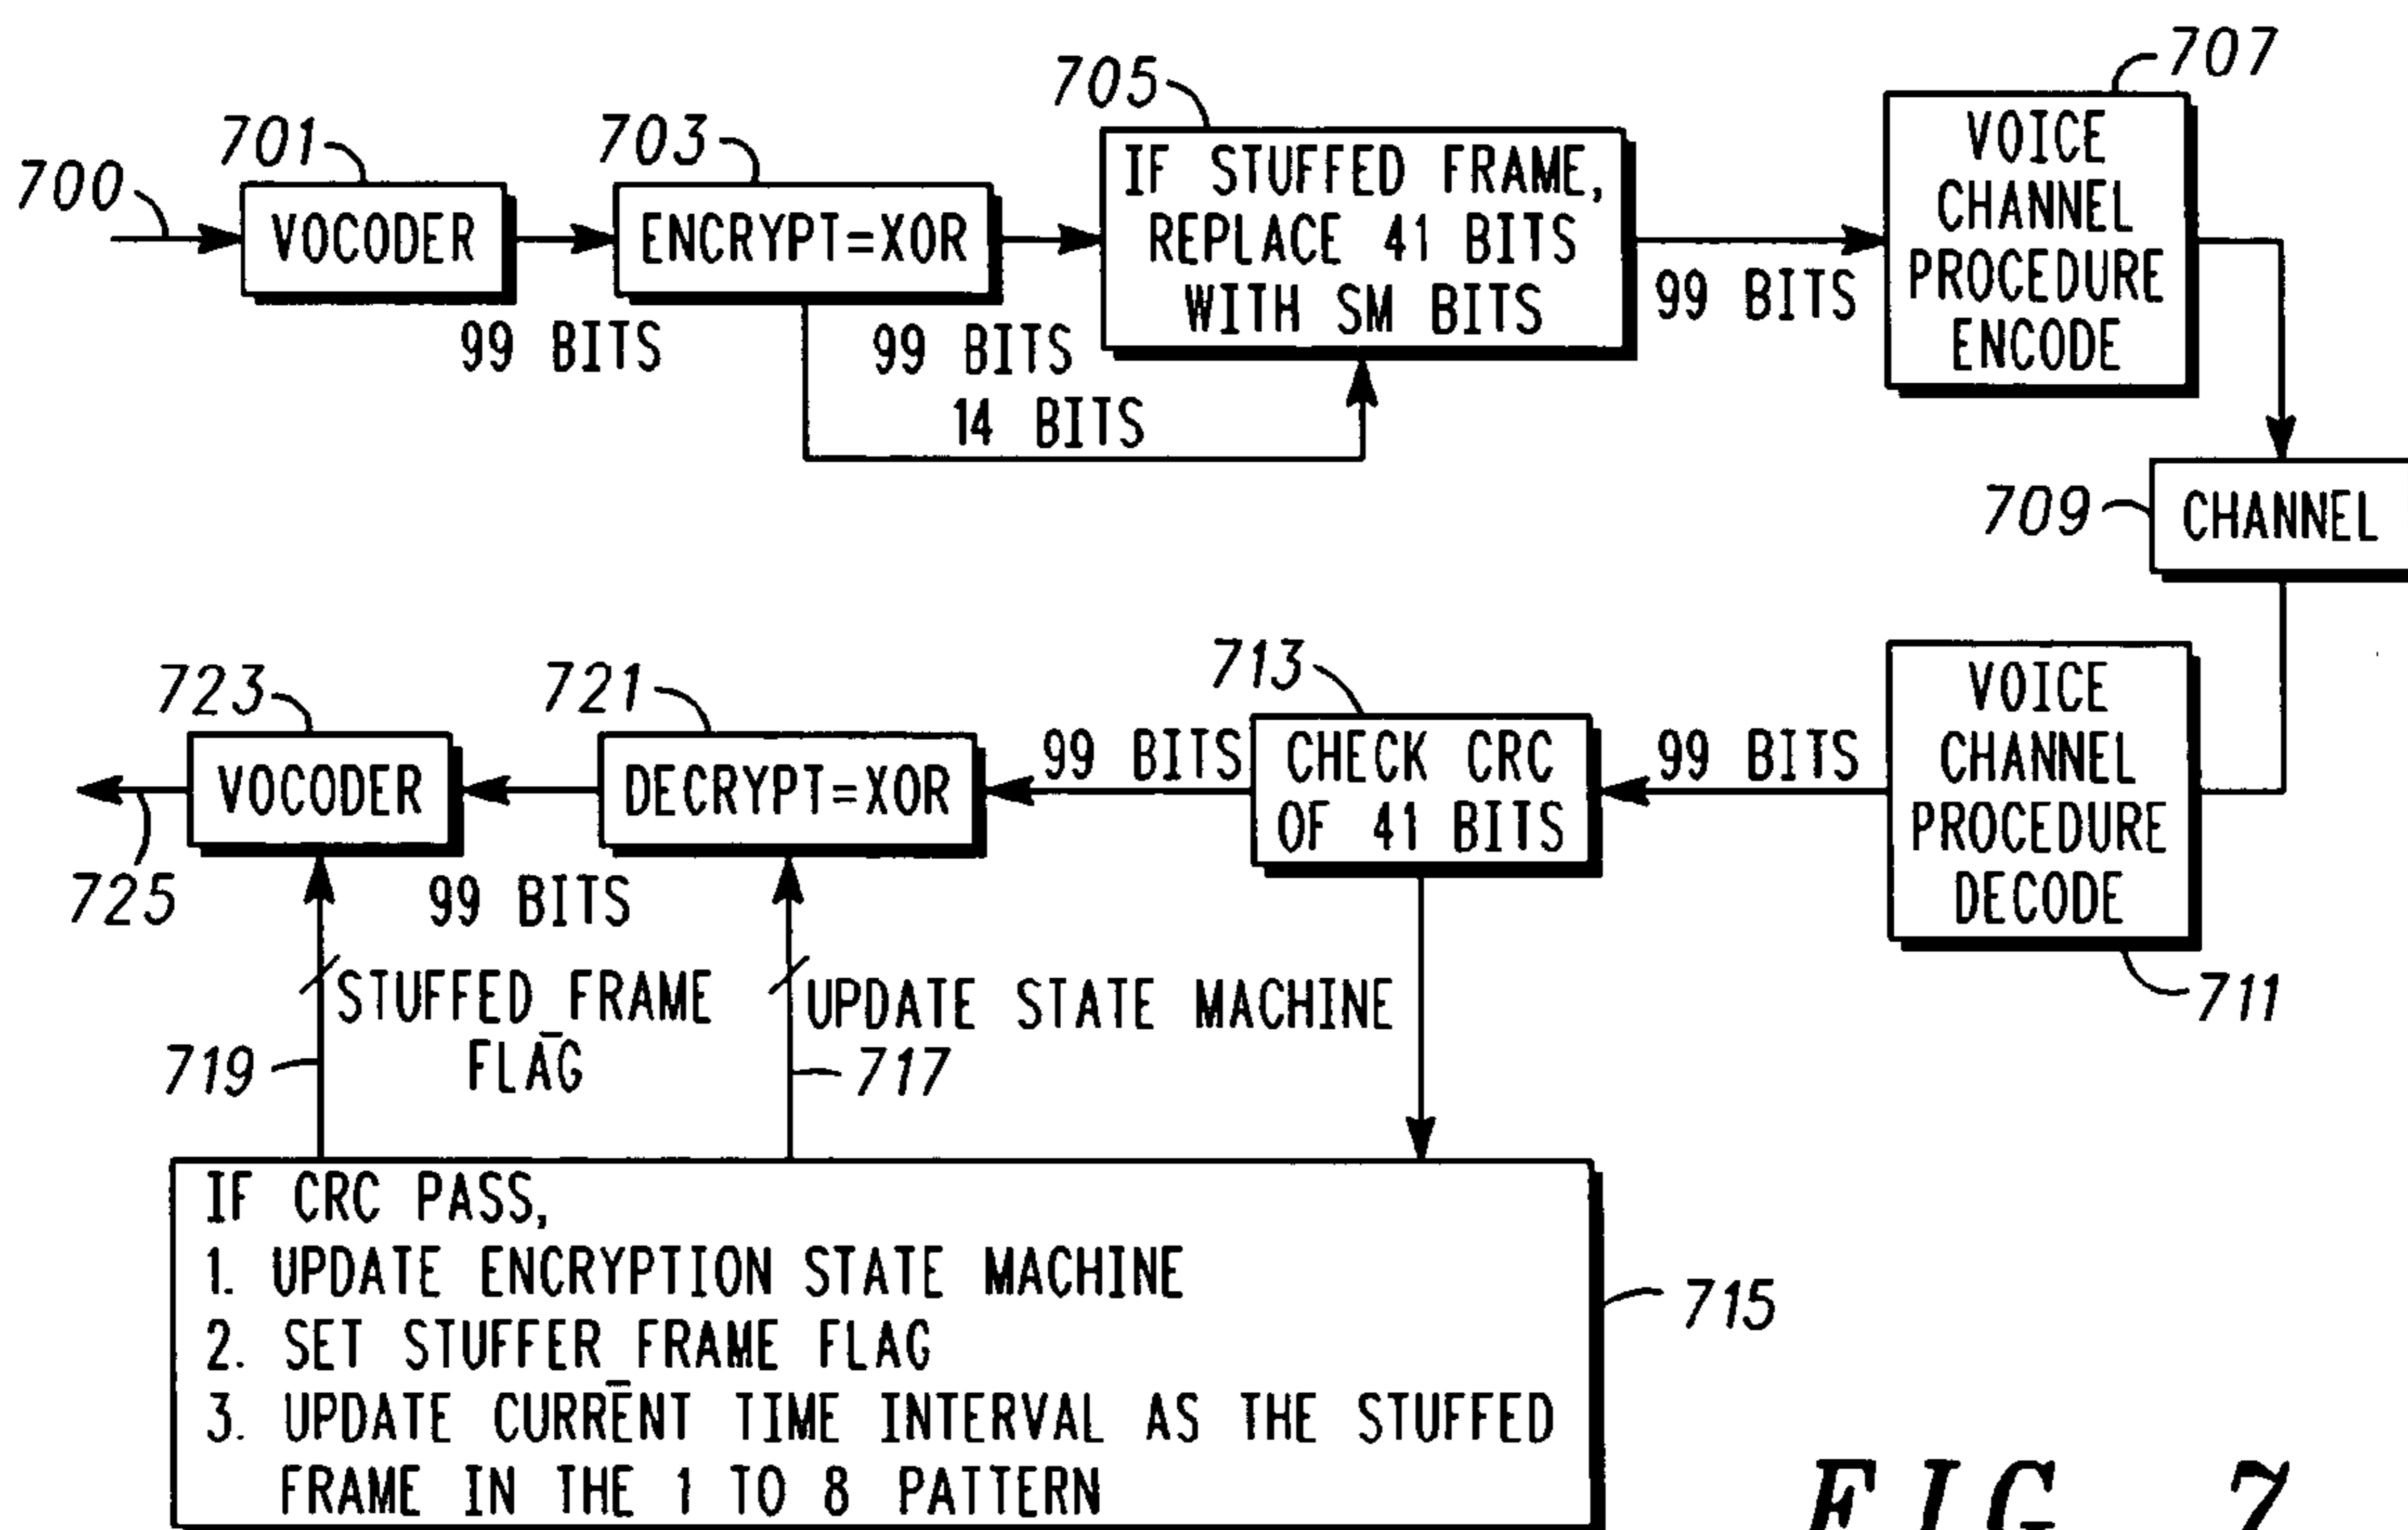 700
701
VOCODER
99 BITS
703
ENCRYPT=XOR
99 BITS
14 BITS
705
IF STUFFED FRAME,
REPLACE 41 BITS
WITH SM BITS
99 BITS
707
VOICE
CHANNEL
PROCEDURE
ENCODE
709
CHANNEL
723
VOCODER
725
99 BITS
721
DECRYPT=XOR
99 BITS
713
CHECK CRC
OF 41 BITS
99 BITS
VOICE
CHANNEL
PROCEDURE
DECODE
711
STUFFED_FRAME
FLAG
719
UPDATE STATE MACHINE
717
IF CRC PASS,
1. UPDATE ENCRYPTION STATE MACHINE
2. SET STUFFER_FRAME FLAG
3. UPDATE CURRENT TIME INTERVAL AS THE STUFFED
FRAME IN THE 1 TO 8 PATTERN
715
FIG. 7